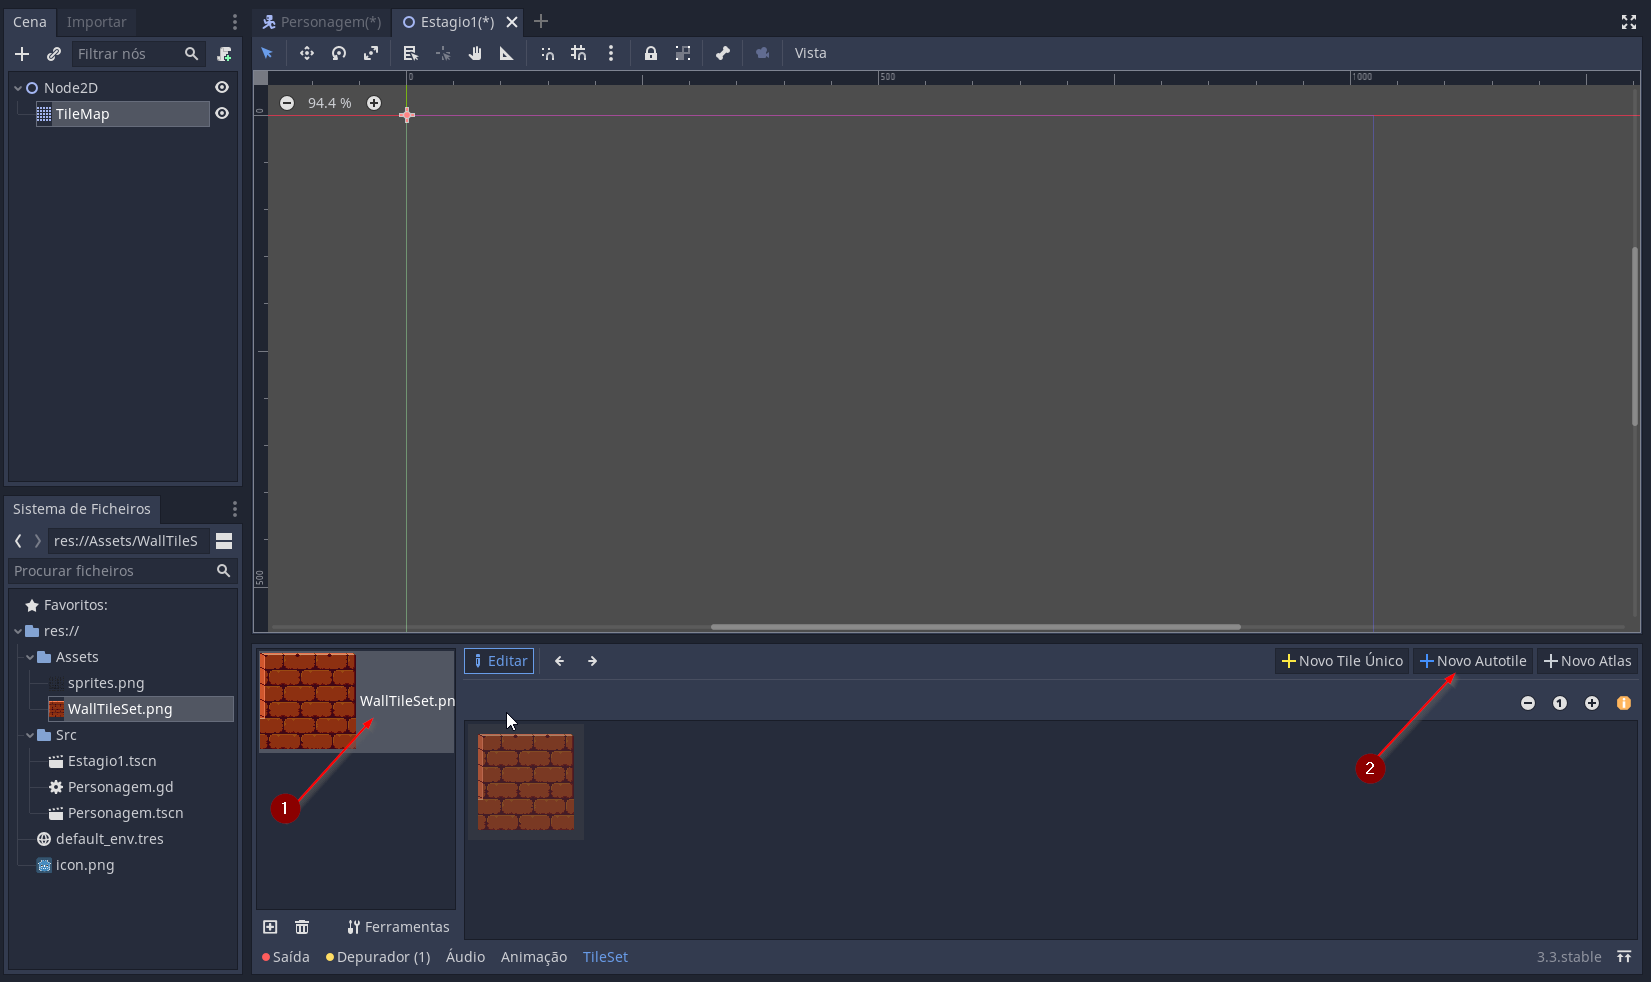 Cena
Importar
Filtrar nós
Node2D
TileMap
Sistema de Ficheiros
res://Assets/WallTileS
Procurar ficheiros
Favoritos:
res://
Assets
sprites.png
WallTileSet.png
Src
Estagio1.tscn
Personagem.gd
Personagem.tscn
default_env.tres
icon.png
Personagem(*)
Estagio1(*)
Vista
0
500
1000
0
500
94.4 %
WallTileSet.pn
1
Ferramentas
Editar
Novo Tile Único
Novo Autotile
Novo Atlas
1
2
Saída
Depurador (1)
Áudio
Animação
TileSet
3.3.stable